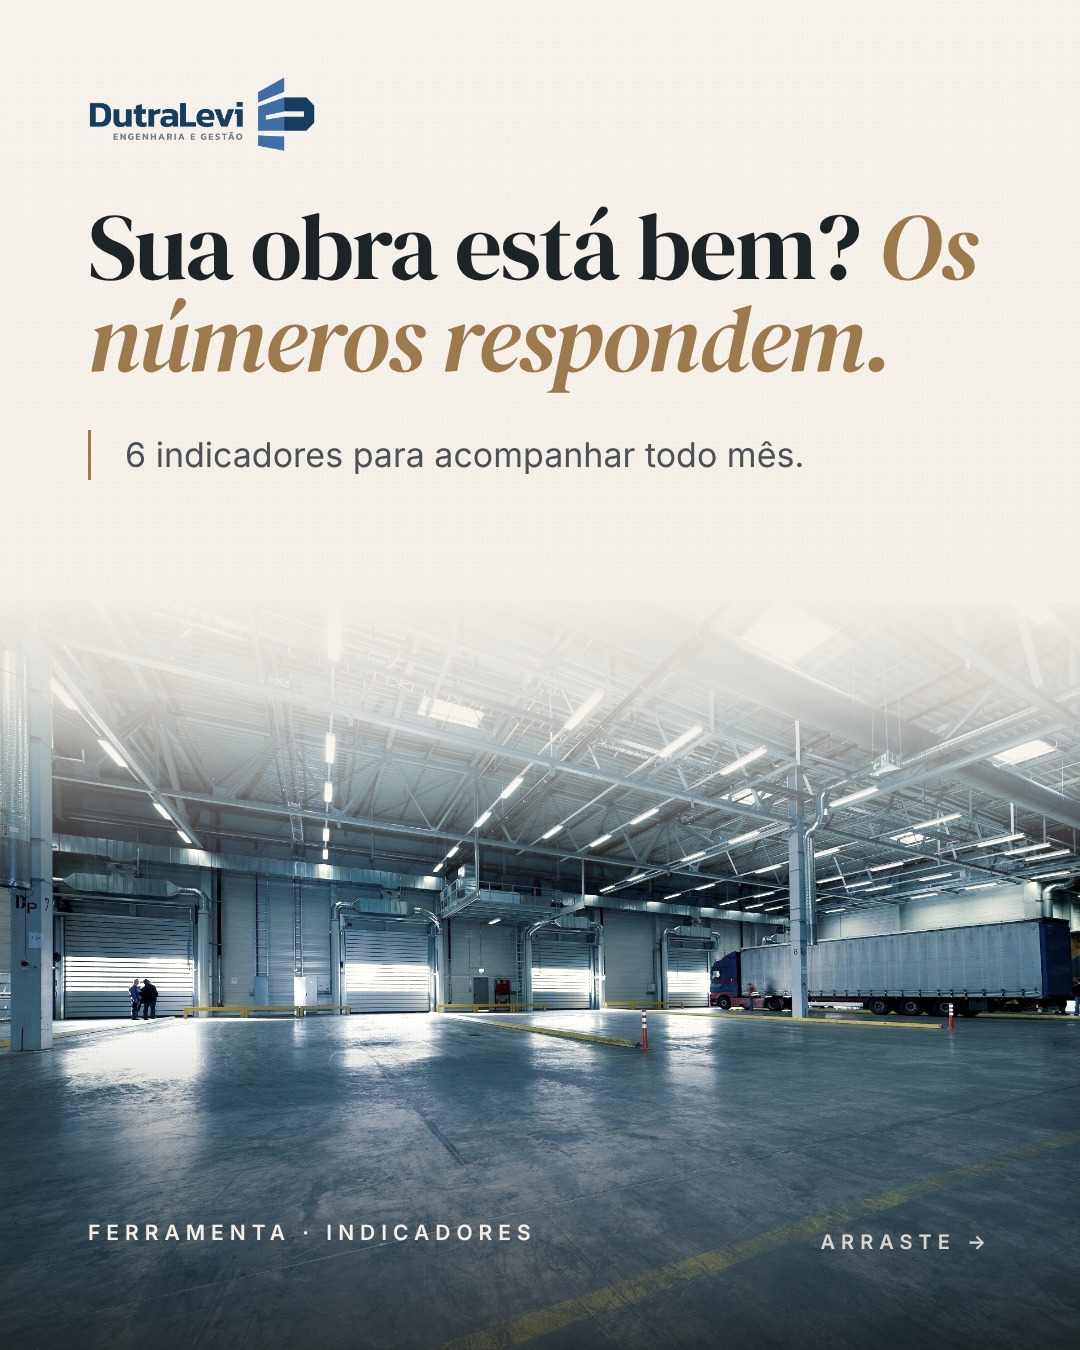 DutraLevi
ENGENHARIA E GESTÃO
Sua obra está bem? Os
números respondem.
6 indicadores para acompanhar todo mês.
FERRAMENTA · INDICADORES
ARRASTE →